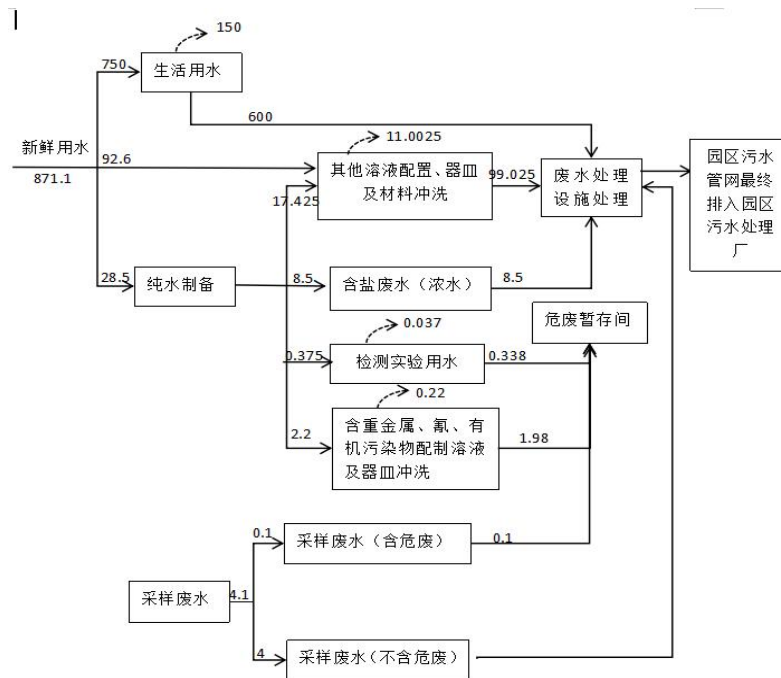 150
750
生活用水
600
新鲜用水
871.1
92.6
11.0025
其他溶液配置、器皿
及材料冲洗
17.425
99.025
废水处理
设施处理
园区污水
管网最终
排入园区
污水处理
厂
28.5
纯水制备
8.5
含盐废水（浓水）
8.5
0.037
危废暂存间
0.375
检测实验用水
0.338
0.22
2.2
含重金属、氰、有
机污染物配制溶液
及器皿冲洗
1.98
0.1
采样废水（含危废）
0.1
采样废水
4.1
4
采样废水（不含危废）